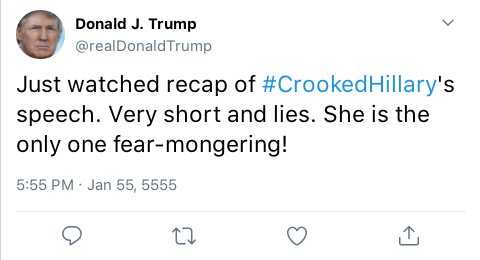 Donald J. Trump
@realDonaldTrump
Just watched recap of #CrookedHillary's
speech. Very short and lies. She is the
only one fear-mongering!
5:55 PM · Jan 55, 5555